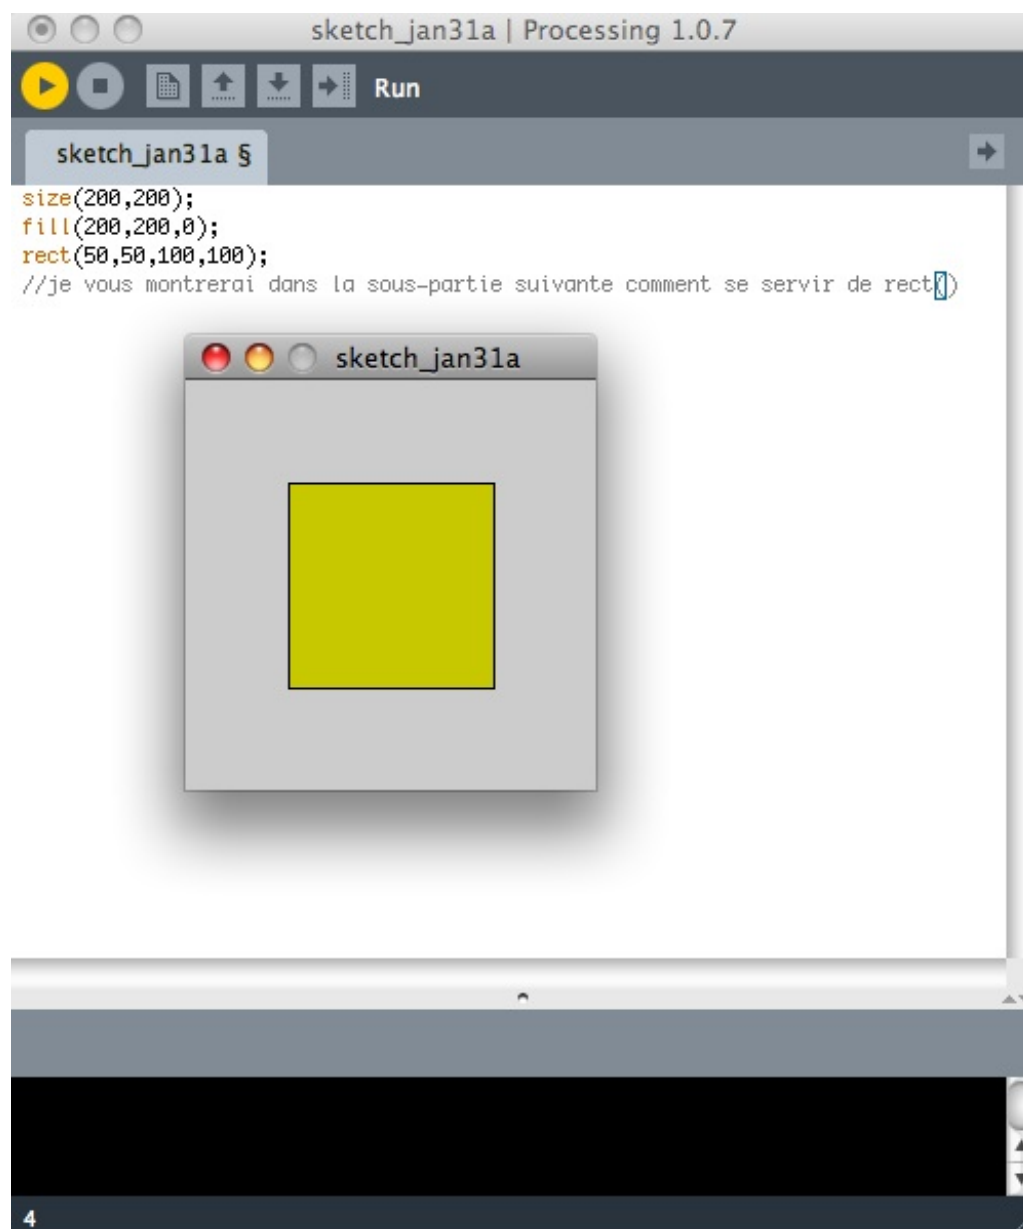 sketch_jan31a | Processing 1.0.7
Run
sketch_jan31a §
size(200,200);
fill(200,200,0);
rect(50,50,100,100);
//je vous montrerai dans la sous-partie suivante comment se servir de rect()
sketch_jan31a
4